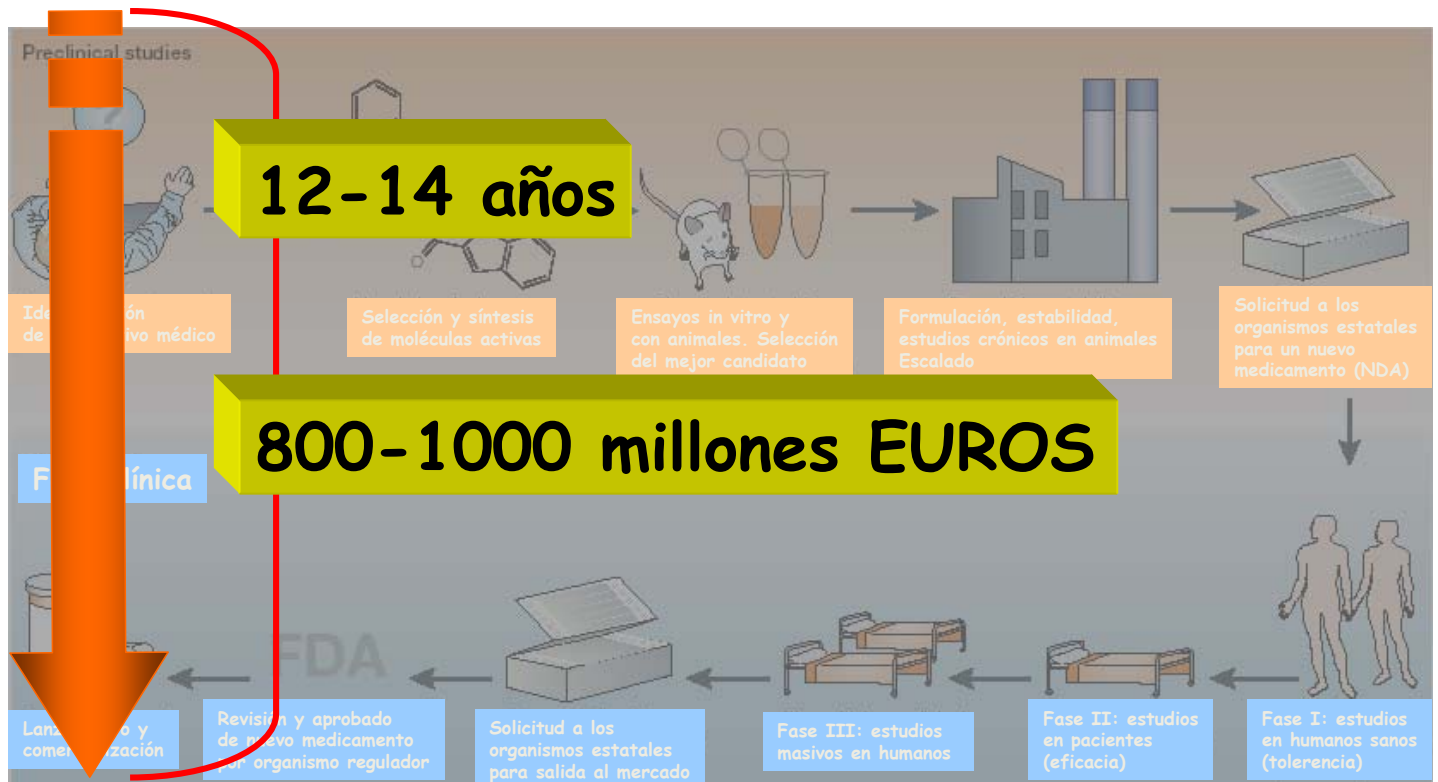 Preclinical studies
12-14 años
ivo médico
Selección y síntesis
de moléculas activas
Ensayos in vitro y
con animales. Selección
del mejor candidato
Formulación, estabilidad,
estudios crónicos en animales
Escalado
Solicitud a los
organismos estatales
para un nuevo
medicamento (NDA)
800-1000 millones EUROS
línica
FDA
Fase I: estudios
en humanos sanos
(tolerencia)
Fase II: estudios
en pacientes
(eficacia)
Fase III: estudios
masivos en humanos
Solicitud a los
organismos estatales
para salida al mercado
Revisión y aprobado
de nuevo medicamento
por organismo regulador